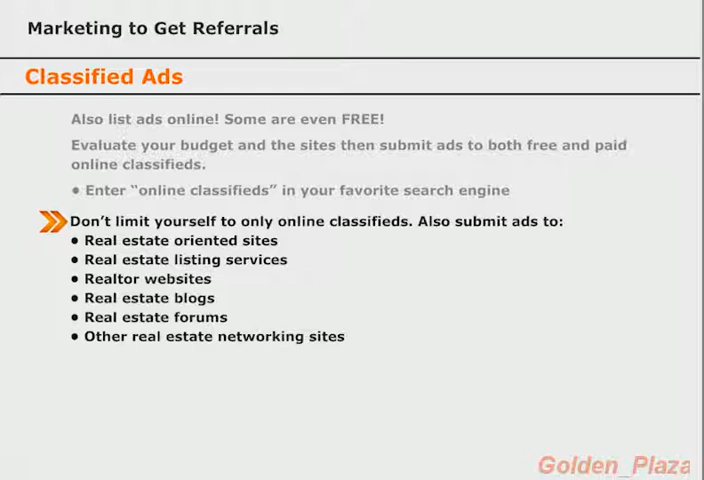 Marketing to Get Referrals
Classified Ads
Also list ads online! Some are even FREE!
Evaluate your budget and the sites then submit ads to both free and paid
online classifieds.
• Enter “online classifieds” in your favorite search engine
Don’t limit yourself to only online classifieds. Also submit ads to:
• Real estate oriented sites
• Real estate listing services
• Realtor websites
• Real estate blogs
• Real estate forums
• Other real estate networking sites
Golden_Plaza